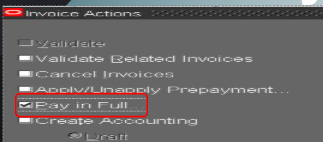 Invoice Actions
Validate
Validate Related Invoices
Cancel Invoices
Apply/Unapply Prepayment...
Pay in Full...
Create Accounting
Draft